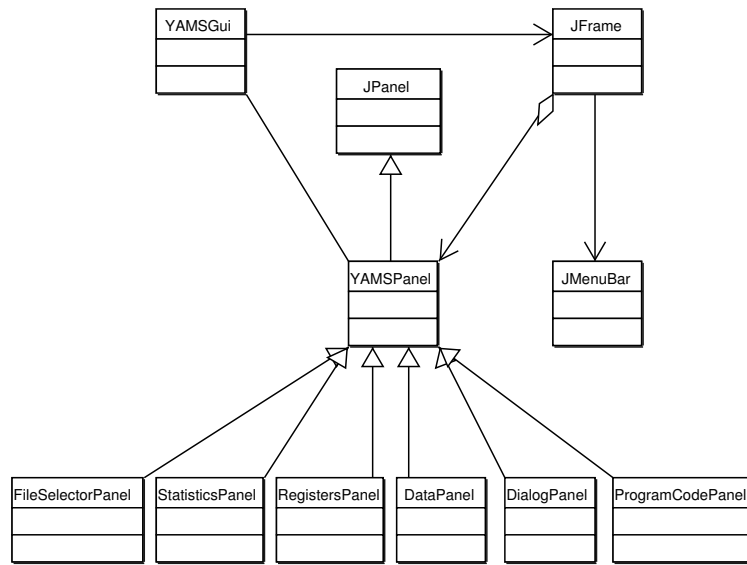 YAMSGui
JFrame
JPanel
YAMSPanel
JMenuBar
FileSelectorPanel
StatisticsPanel
RegistersPanel
DataPanel
DialogPanel
ProgramCodePanel